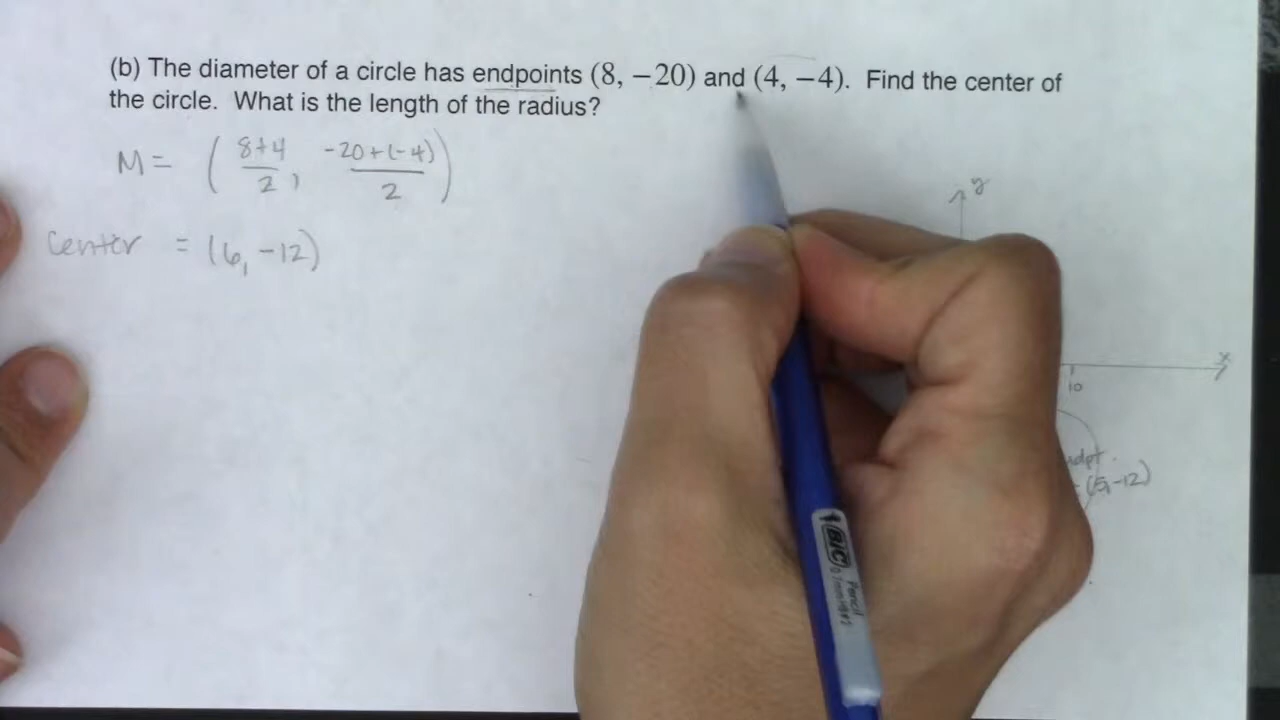 (b) The diameter of a circle has endpoints (8, −20) and (4, −4). Find the center of
the circle. What is the length of the radius?
M = ( 8+4 / 2 , -20+(-4) / 2 )
Center = (6, -12)
y
x
10
(5,-12)
BIC
Pencil